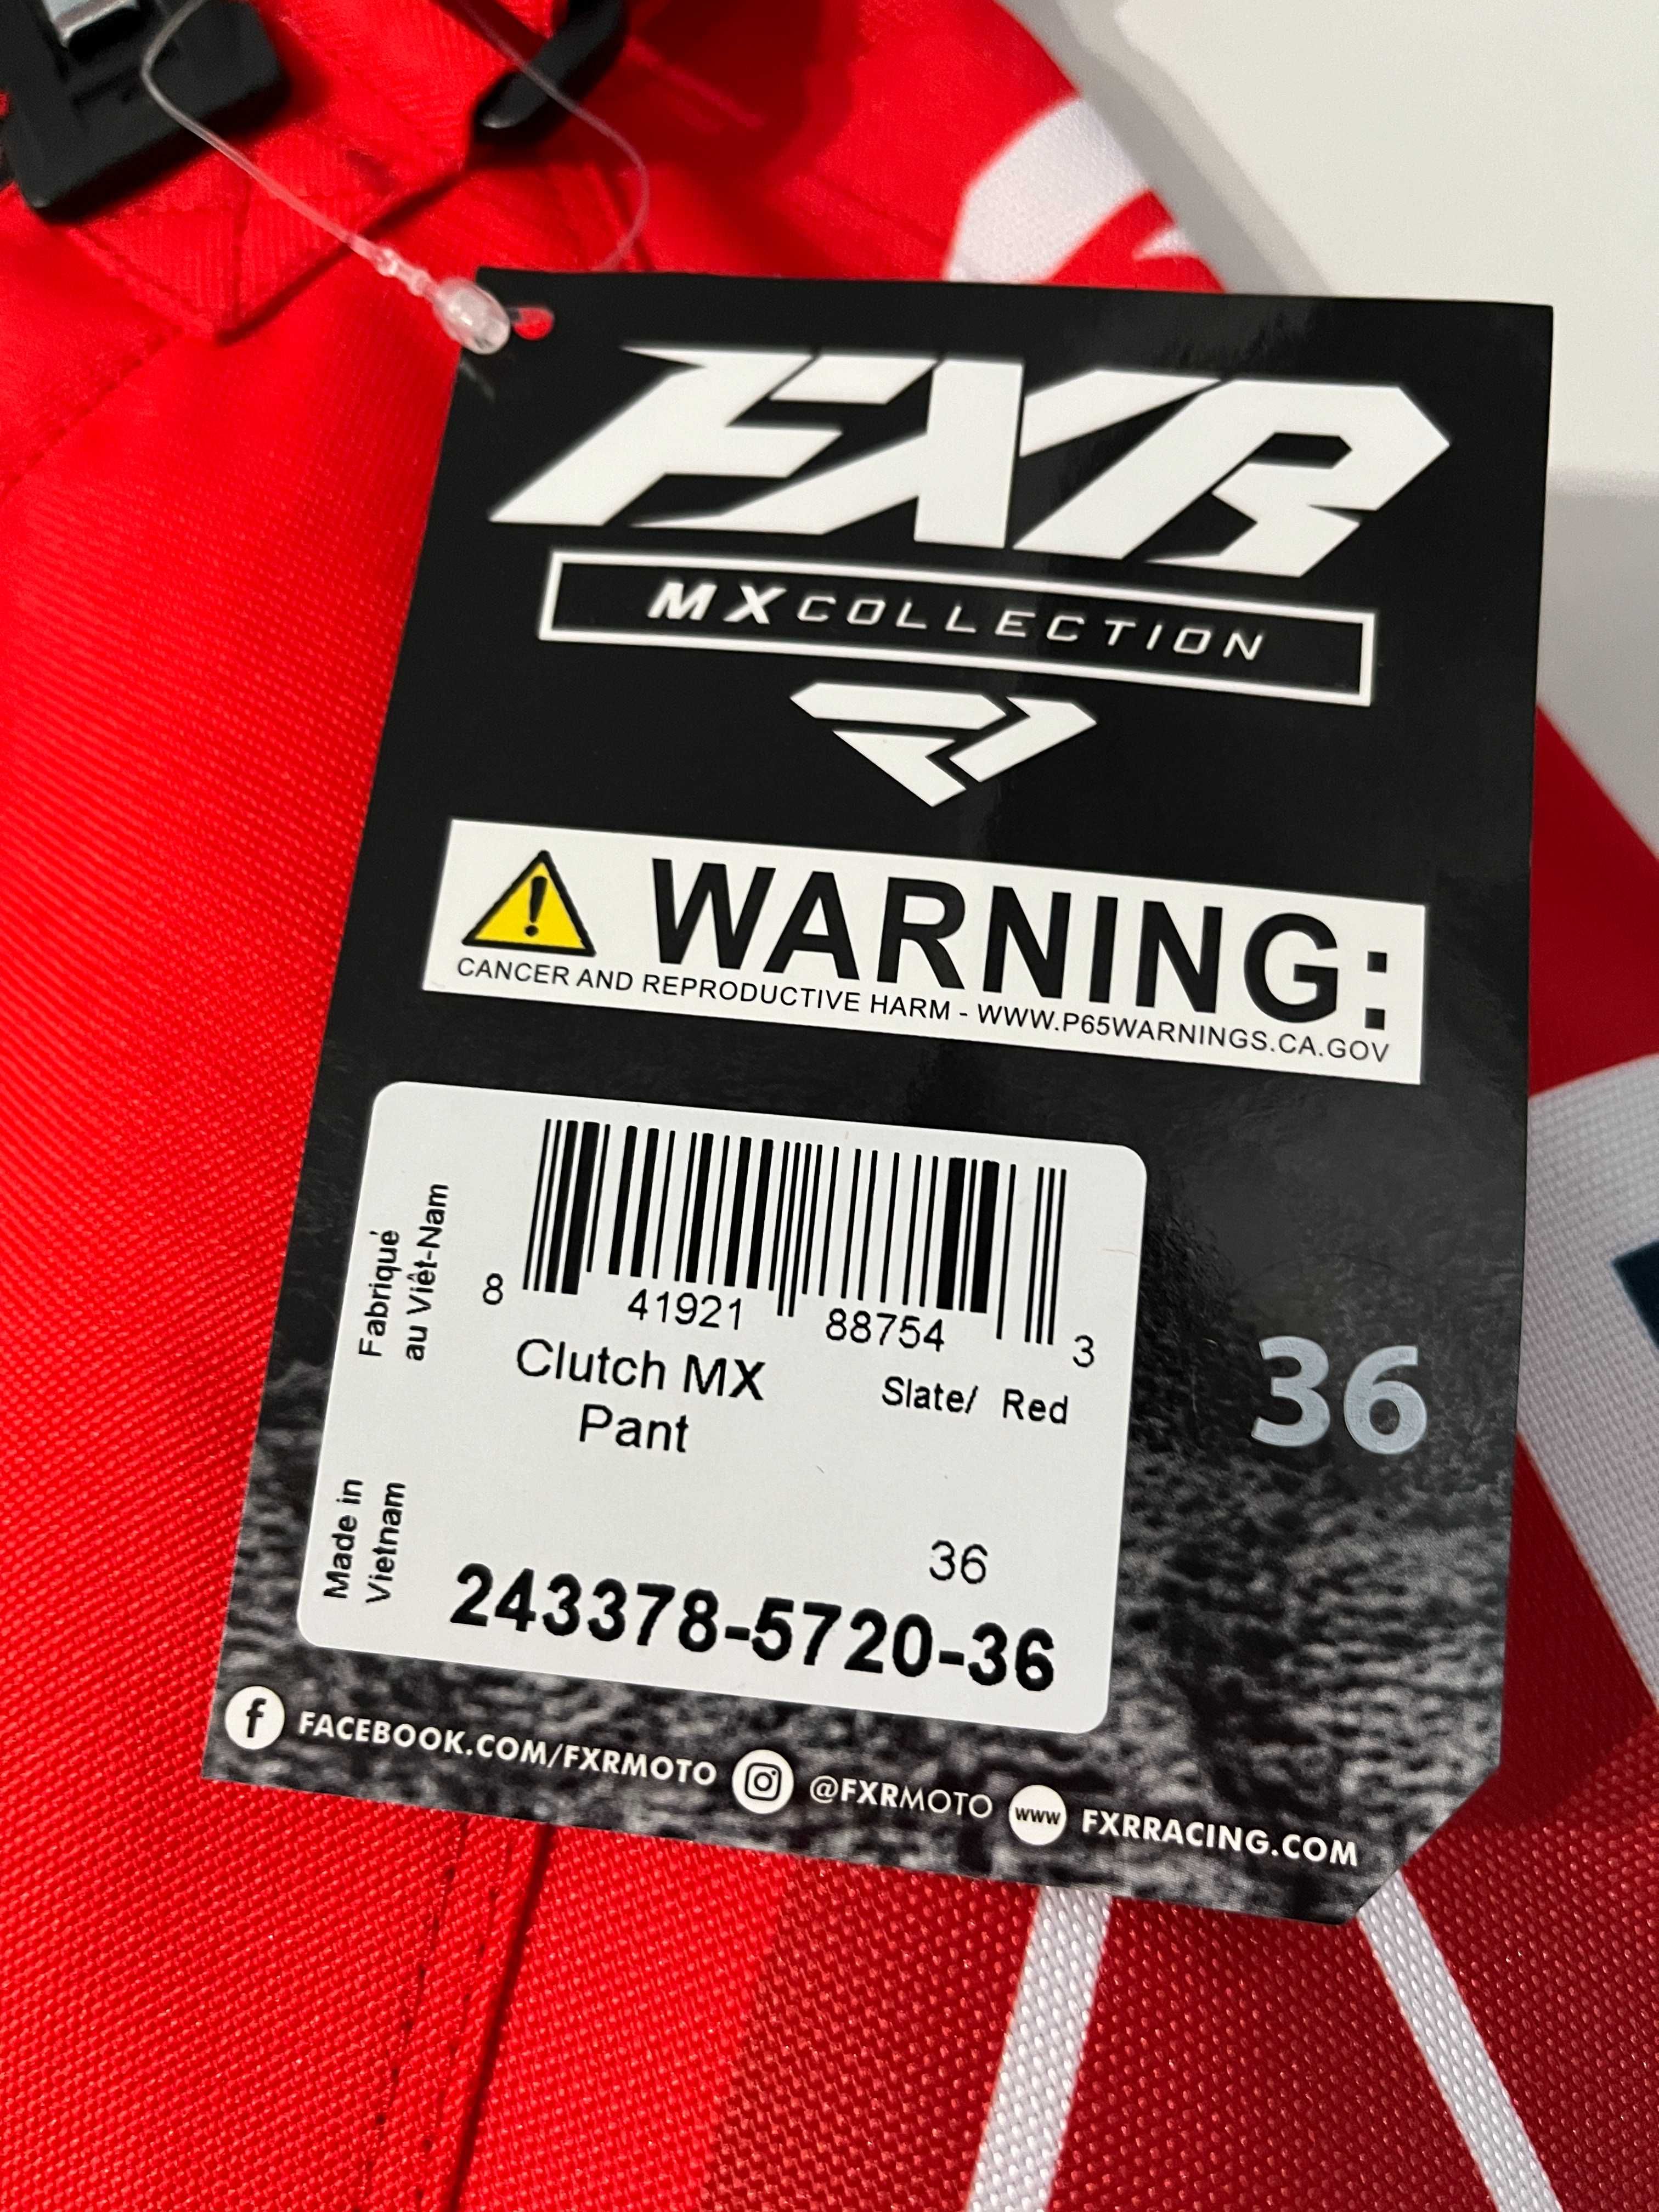 FXR
MX COLLECTION
WARNING:
CANCER AND REPRODUCTIVE HARM - WWW.P65WARNINGS.CA.GOV
8 41921 88754 3
Fabriqué
au Viêt-Nam
Clutch MX
Pant
Slate/ Red
36
Made in
Vietnam
36
243378-5720-36
f FACEBOOK.COM/FXRMOTO @FXRMOTO WWW FXRRACING.COM